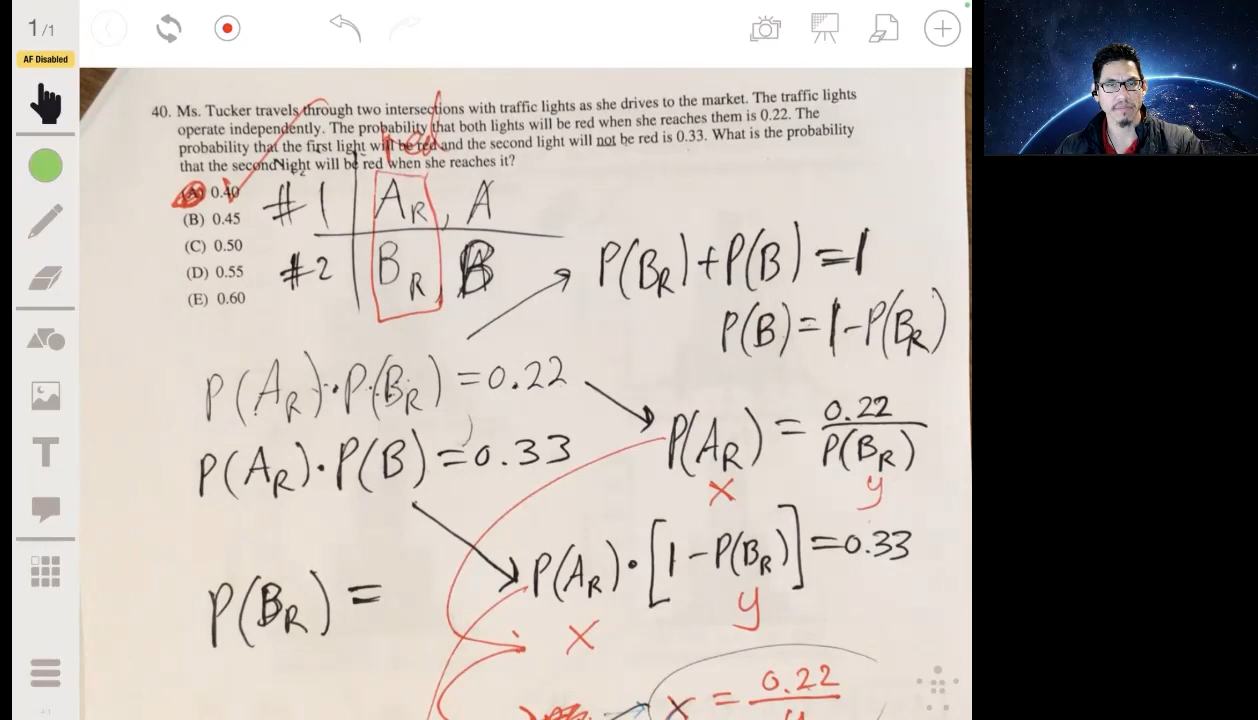 1/1
AF Disabled
40. Ms. Tucker travels through two intersections with traffic lights as she drives to the market. The traffic lights
operate independently. The probability that both lights will be red when she reaches them is 0.22. The
probability that the first light will be red and the second light will not be red is 0.33. What is the probability
that the second light will be red when she reaches it?
red
(A) 0.40
(B) 0.45
(C) 0.50
(D) 0.55
(E) 0.60
#1 | A_R, A
#2 | B_R, B
P(B_R)+P(B)=1
P(B)=1-P(B_R)
P(A_R)·P(B_R)=0.22
P(A_R)·P(B)=0.33
P(A_R)=0.22/P(B_R)
x y
P(A_R)·[1-P(B_R)]=0.33
y
x
P(B_R)=
x=0.22/y
T